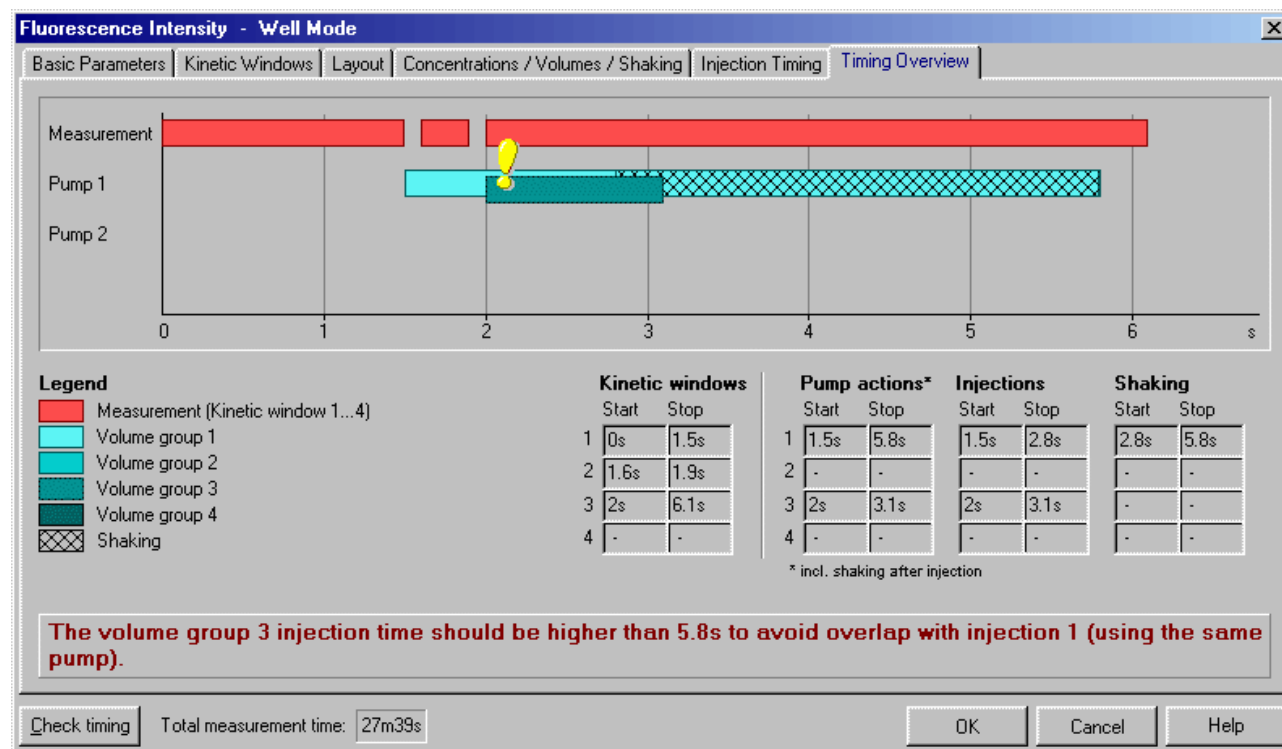 Fluorescence Intensity - Well Mode
Basic Parameters Kinetic Windows Layout Concentrations / Volumes / Shaking Injection Timing Timing Overview
Measurement
Pump 1
Pump 2
0 1 2 3 4 5 6 s
Legend
Measurement (Kinetic window 1...4)
Volume group 1
Volume group 2
Volume group 3
Volume group 4
Shaking
Kinetic windows
Start Stop
1 0s 1.5s
2 1.6s 1.9s
3 2s 6.1s
4 - -
Pump actions* Injections Shaking
Start Stop Start Stop Start Stop
1 1.5s 5.8s 1.5s 2.8s 2.8s 5.8s
2 - - - - - -
3 2s 3.1s 2s 3.1s - -
4 - - - - - -
* incl. shaking after injection
The volume group 3 injection time should be higher than 5.8s to avoid overlap with injection 1 (using the same
pump).
Check timing Total measurement time: 27m39s OK Cancel Help